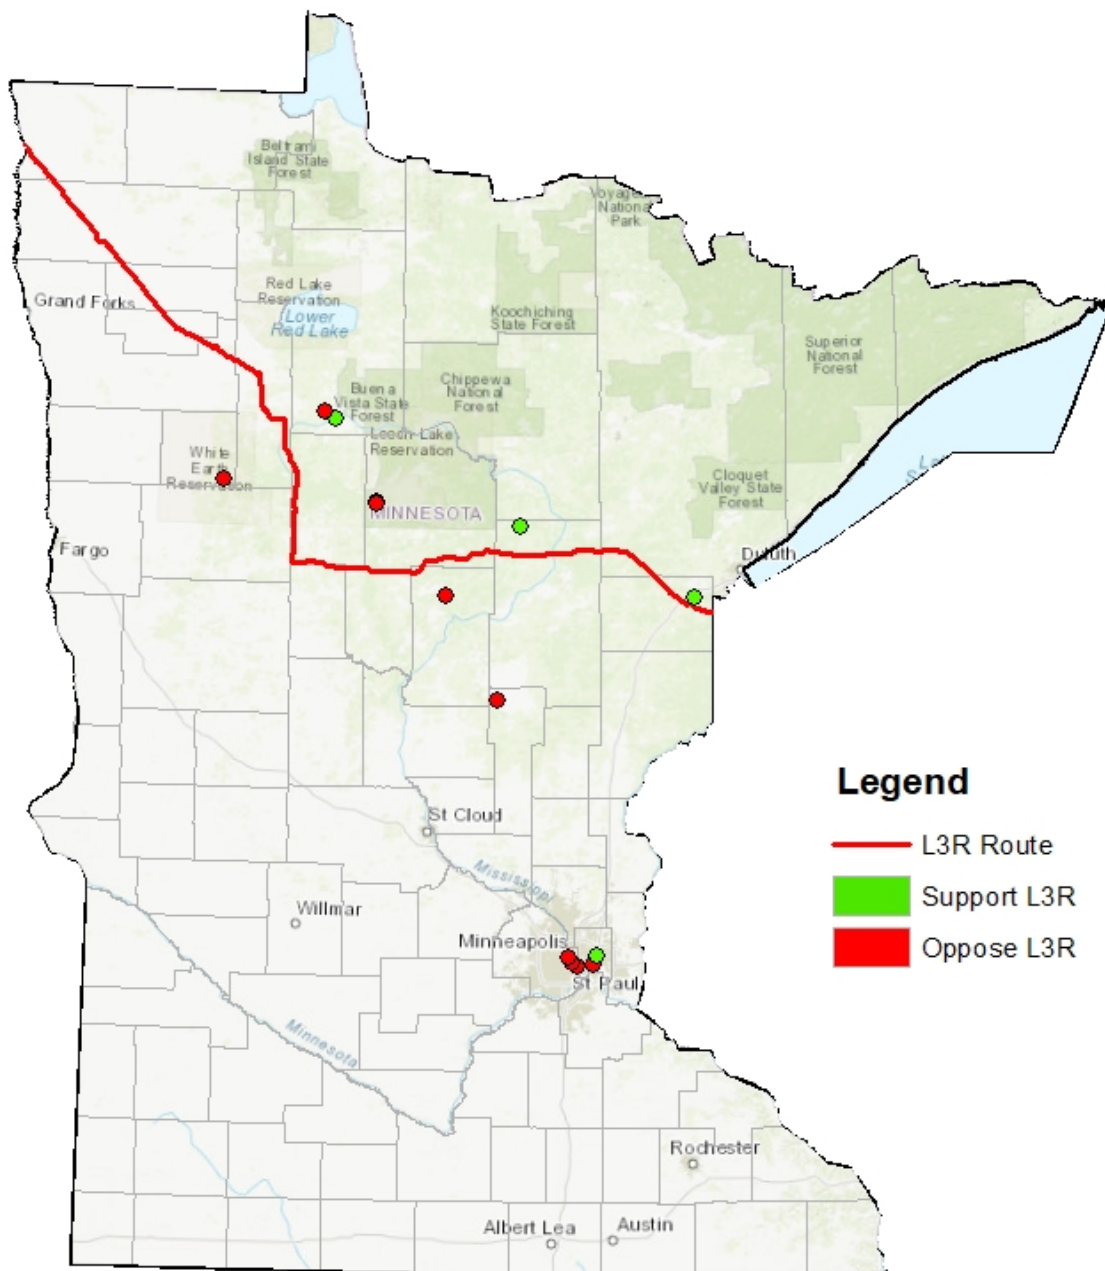 Beltrami
Island State
Forest
Voyage
National
Park
Red Lake
Reservation
Grand Forks
Lower
Red Lake
Koochiching
State Forest
Superior
National
Forest
Buena
Vista State
Forest
Chippewa
National
Forest
Leech Lake
Reservation
White
Earth
Reservation
Cloquet
Valley State
Forest
La
S
MINNESOTA
Fargo
Duluth
Legend
L3R Route
Support L3R
Oppose L3R
St Cloud
Mississippi
Willmar
Minneapolis
St Paul
Minnesota
Rochester
Albert Lea
Austin